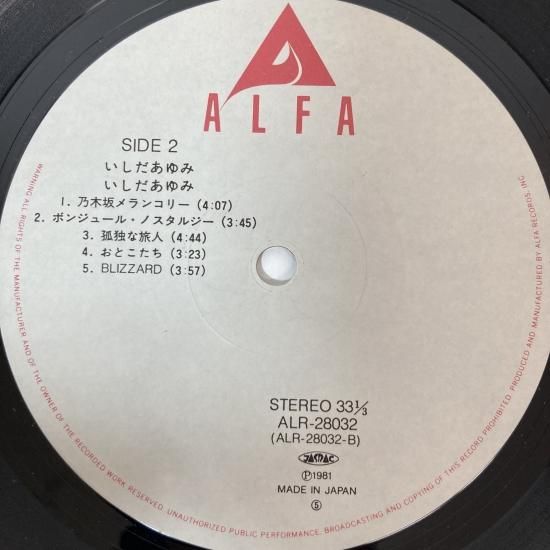 ALFA
SIDE 2
いしだあゆみ
いしだあゆみ
1. 乃木坂メランコリー (4:07)
2. ボンジュール・ノスタルジー (3:45)
3. 孤独な旅人 (4:44)
4. おとこたち (3:23)
5. BLIZZARD (3:57)
STEREO 33 1/3
ALR-28032
(ALR-28032-B)
JASRAC
Ⓟ1981
MADE IN JAPAN
⑤
WARNING: ALL RIGHTS OF THE MANUFACTURER AND OF THE OWNER OF THE RECORDED WORK RESERVED. UNAUTHORIZED PUBLIC PERFORMANCE, BROADCASTING AND COPYING OF THIS RECORD PROHIBITED. PRODUCED AND MANUFACTURED BY ALFA RECORDS, INC.